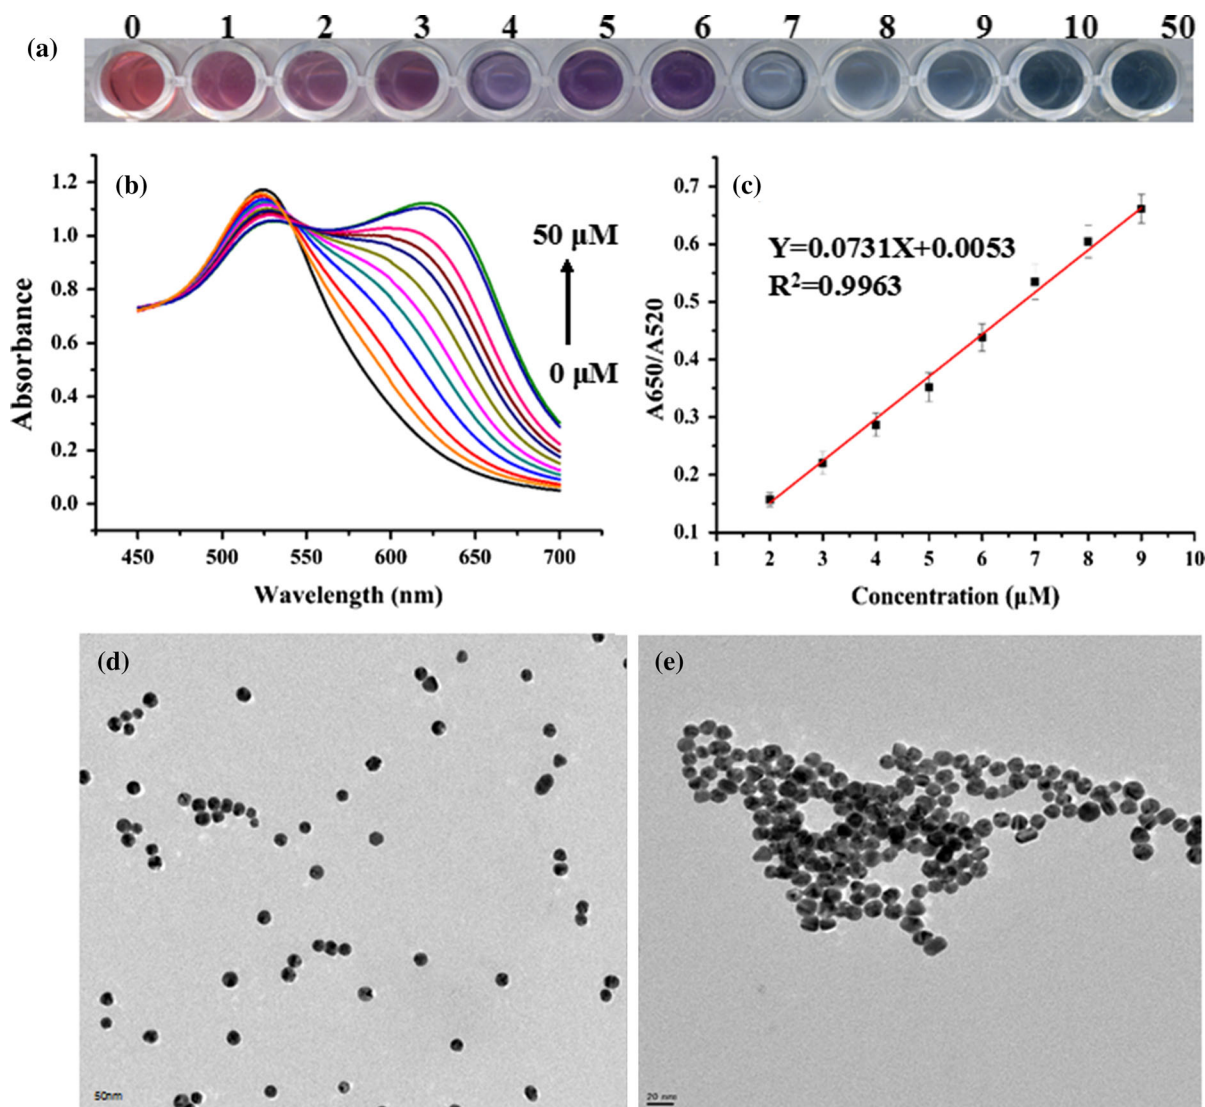 0 1 2 3 4 5 6 7 8 9 10 50
(a)
(b)
1.2
1.0
0.8
0.6
0.4
0.2
0.0
Absorbance
50 µM
0 µM
450 500 550 600 650 700
Wavelength (nm)
(c)
0.7
0.6
0.5
0.4
0.3
0.2
0.1
A650/A520
Y=0.0731X+0.0053
R²=0.9963
1 2 3 4 5 6 7 8 9 10
Concentration (µM)
(d)
50nm
(e)
20 nm